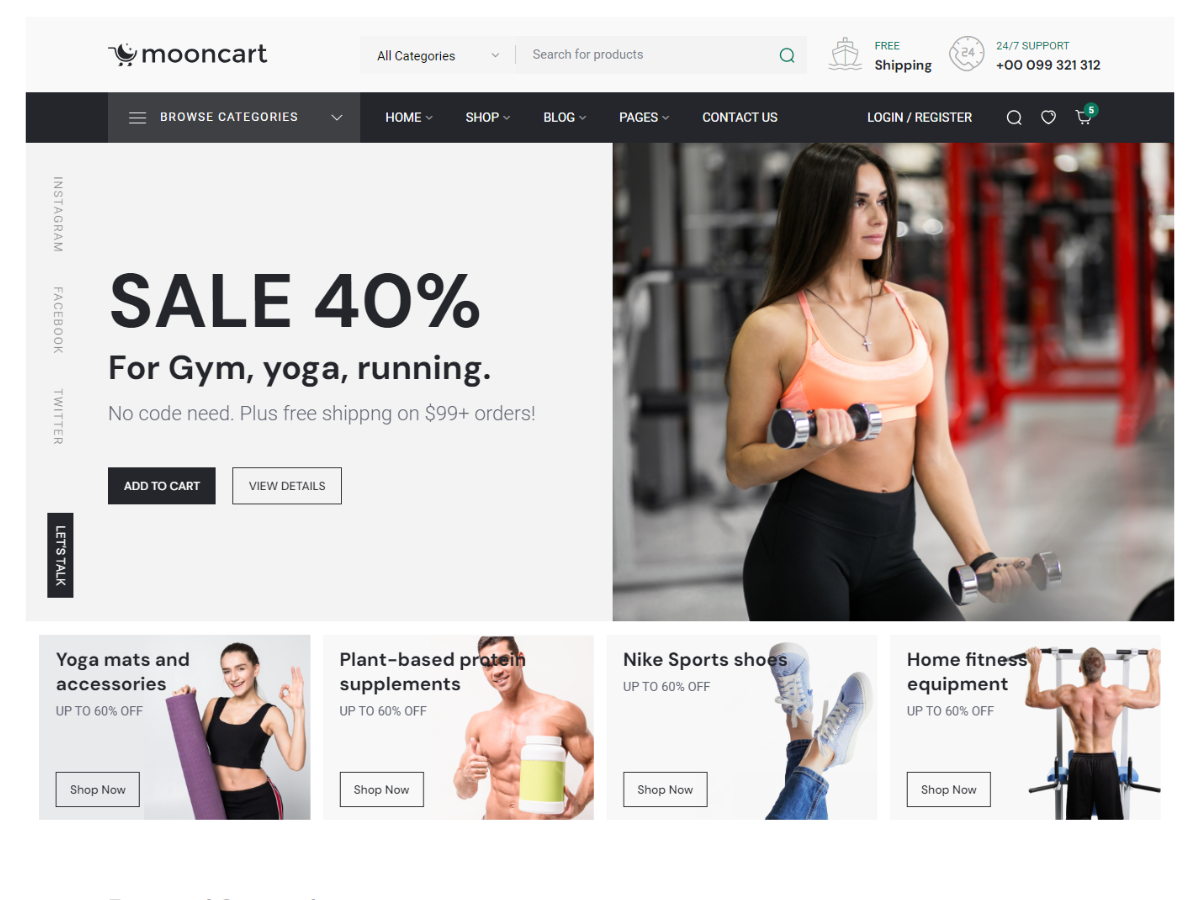 mooncart
All Categories
Search for products
FREE
Shipping
24
24/7 SUPPORT
+00 099 321 312
BROWSE CATEGORIES
HOME
SHOP
BLOG
PAGES
CONTACT US
LOGIN / REGISTER
5
INSTAGRAM
FACEBOOK
TWITTER
LET'S TALK
SALE 40%
For Gym, yoga, running.
No code need. Plus free shippng on $99+ orders!
ADD TO CART
VIEW DETAILS
Yoga mats and
accessories
UP TO 60% OFF
Shop Now
Plant-based protein
supplements
UP TO 60% OFF
Shop Now
Nike Sports shoes
UP TO 60% OFF
Shop Now
Home fitness
equipment
UP TO 60% OFF
Shop Now